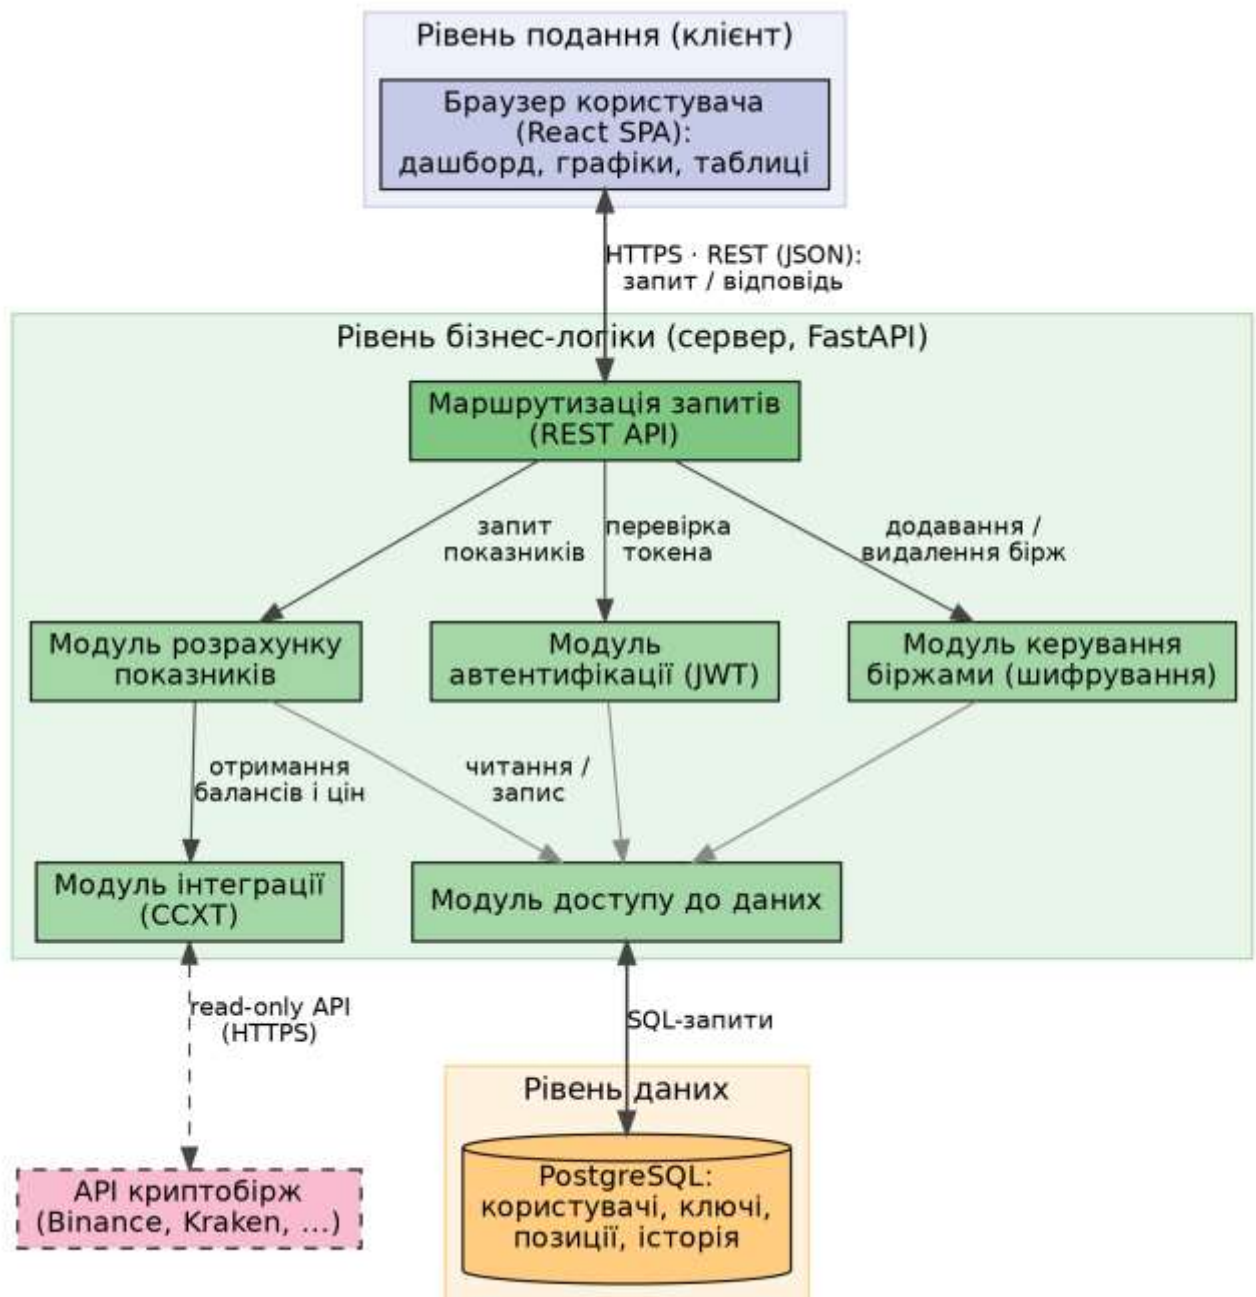 Рівень подання (клієнт)
Браузер користувача
(React SPA):
дашборд, графіки, таблиці
HTTPS · REST (JSON):
запит / відповідь
Рівень бізнес-логіки (сервер, FastAPI)
Маршрутизація запитів
(REST API)
запит
показників
перевірка
токена
додавання /
видалення бірж
Модуль розрахунку
показників
Модуль
автентифікації (JWT)
Модуль керування
біржами (шифрування)
отримання
балансів і цін
читання /
запис
Модуль інтеграції
(CCXT)
Модуль доступу до даних
read-only API
(HTTPS)
SQL-запити
Рівень даних
API криптобірж
(Binance, Kraken, ...)
PostgreSQL:
користувачі, ключі,
позиції, історія